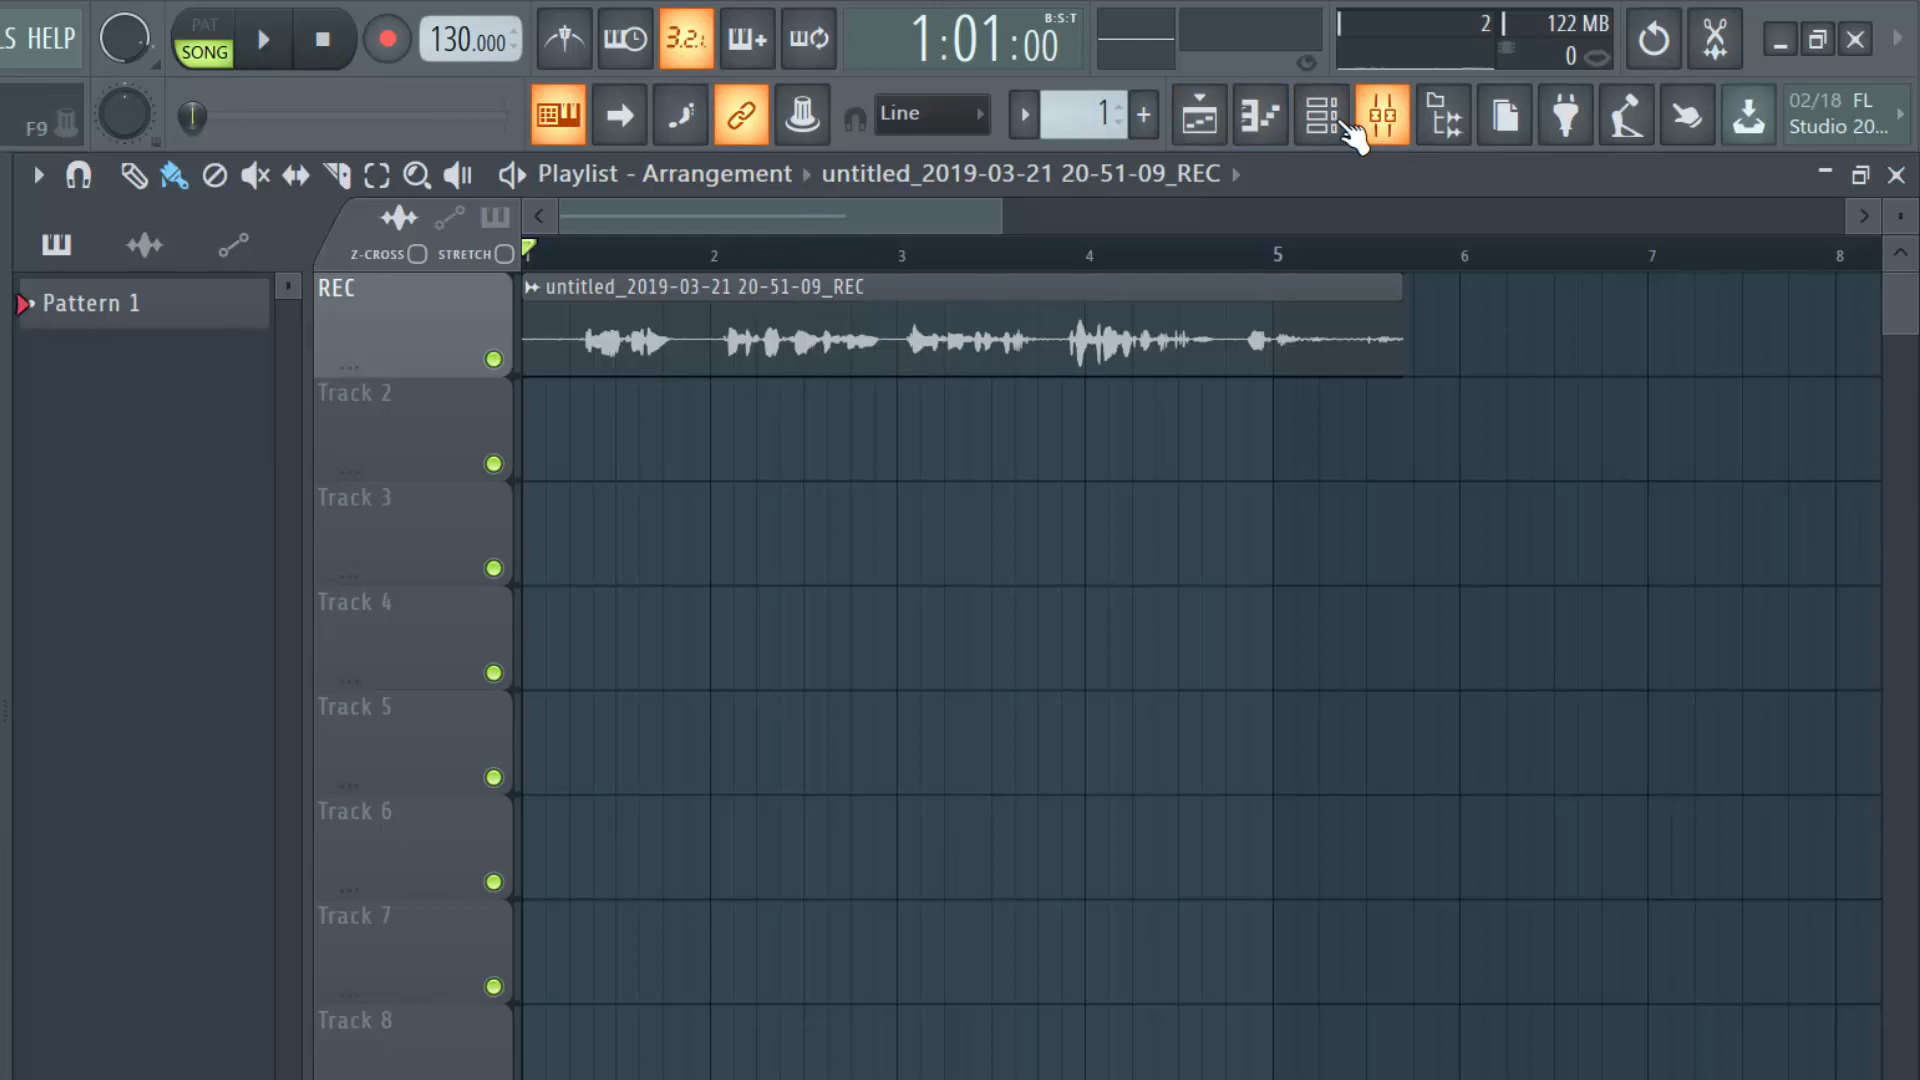 LS HELP
PAT
SONG
130.000
3.2.
1:01:00
B:S:T
2
122 MB
0
F9
Line
1
02/18 FL
Studio 20...
Playlist - Arrangement
untitled_2019-03-21 20-51-09_REC
Z-CROSS
STRETCH
1
2
3
4
5
6
7
8
Pattern 1
REC
untitled_2019-03-21 20-51-09_REC
Track 2
Track 3
Track 4
Track 5
Track 6
Track 7
Track 8